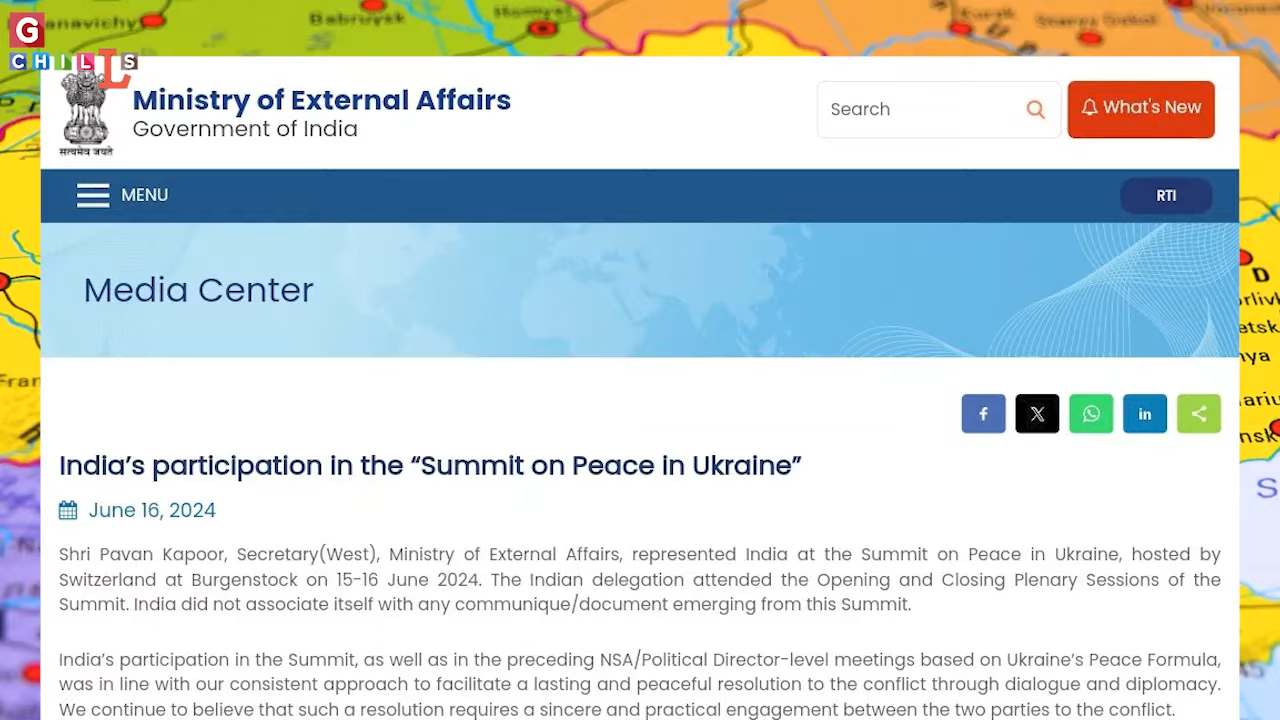 G
CHILLS
anavichy
Babruysk
Homyel
Kursk
Staryy Oskol
Ministry of External Affairs
Government of India
सत्यमेव जयते
Search
What's New
MENU
RTI
Media Center
India’s participation in the “Summit on Peace in Ukraine”
June 16, 2024
Shri Pavan Kapoor, Secretary(West), Ministry of External Affairs, represented India at the Summit on Peace in Ukraine, hosted by
Switzerland at Burgenstock on 15-16 June 2024. The Indian delegation attended the Opening and Closing Plenary Sessions of the
Summit. India did not associate itself with any communique/document emerging from this Summit.
India’s participation in the Summit, as well as in the preceding NSA/Political Director-level meetings based on Ukraine’s Peace Formula,
was in line with our consistent approach to facilitate a lasting and peaceful resolution to the conflict through dialogue and diplomacy.
We continue to believe that such a resolution requires a sincere and practical engagement between the two parties to the conflict.